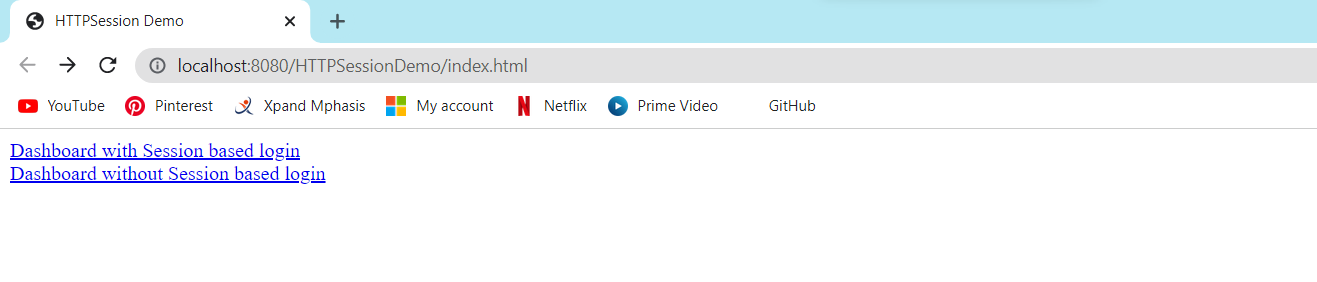 HTTPSession Demo
localhost:8080/HTTPSessionDemo/index.html
YouTube Pinterest Xpand Mphasis My account Netflix Prime Video GitHub
Dashboard with Session based login
Dashboard without Session based login